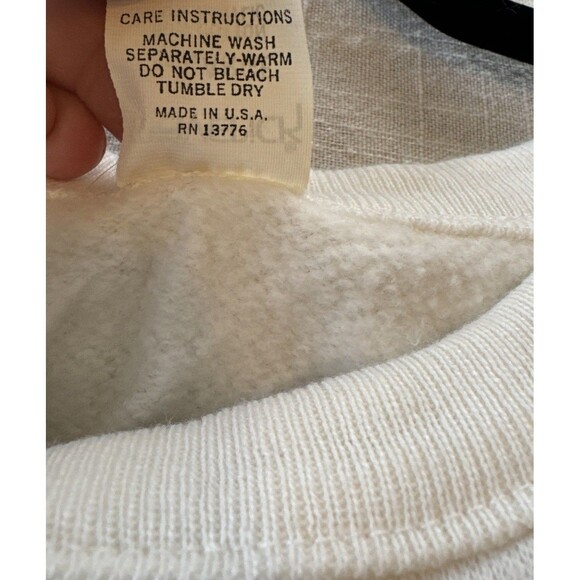 CARE INSTRUCTIONS
MACHINE WASH
SEPARATELY-WARM
DO NOT BLEACH
TUMBLE DRY
MADE IN U.S.A.
RN 13776